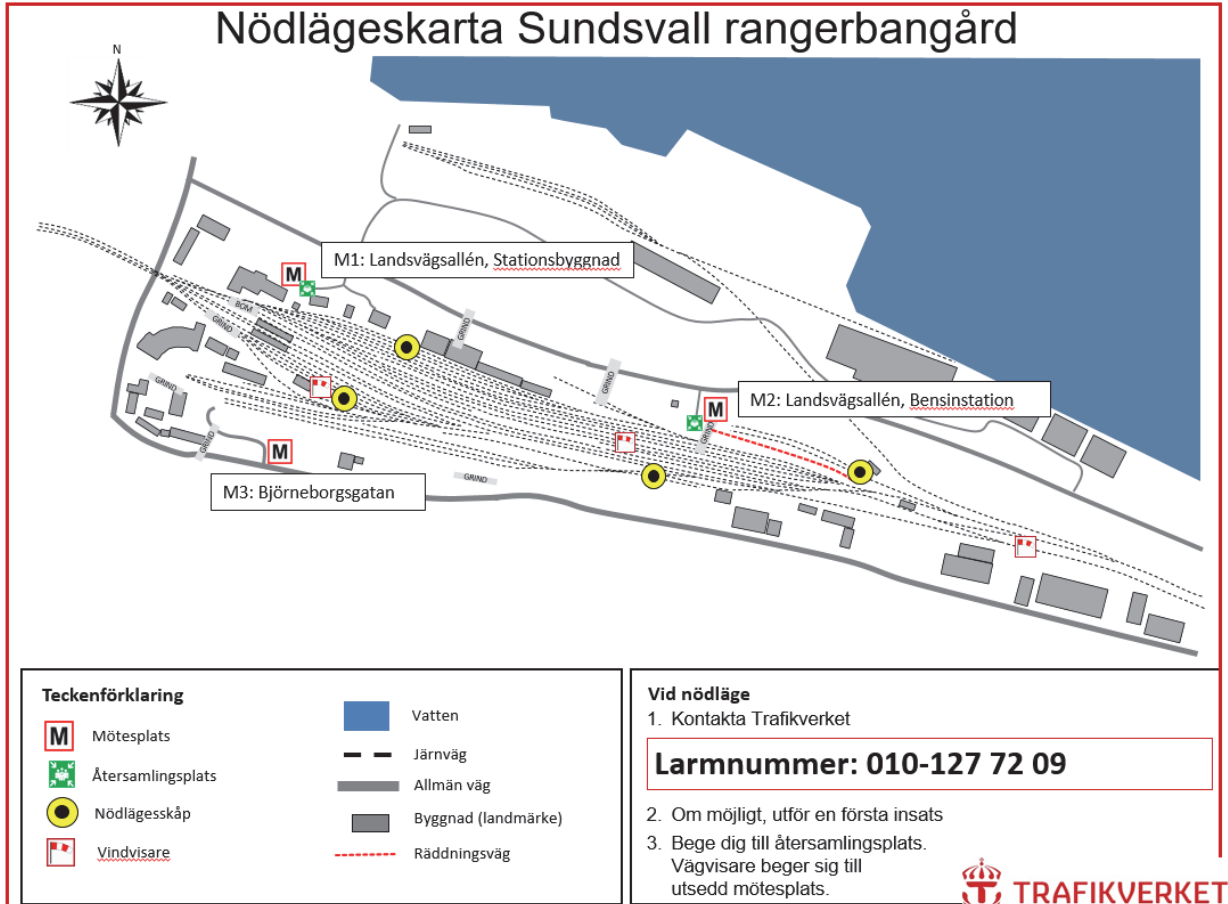 Nödlägeskarta Sundsvall rangerbangård
N
M1: Landsvägsallén, Stationsbyggnad
M
BOM
GRIND
GRIND
GRIND
GRIND
M2: Landsvägsallén, Bensinstation
M
GRIND
GRIND
GRIND
M
GRIND
M3: Björneborgsgatan
Teckenförklaring
M Mötesplats
Återsamlingsplats
Nödlägesskåp
Vindvisare
Vatten
Järnväg
Allmän väg
Byggnad (landmärke)
Räddningsväg
Vid nödläge
1. Kontakta Trafikverket
Larmnummer: 010-127 72 09
2. Om möjligt, utför en första insats
3. Bege dig till återsamlingsplats.
Vägvisare beger sig till
utsedd mötesplats.
TRAFIKVERKET